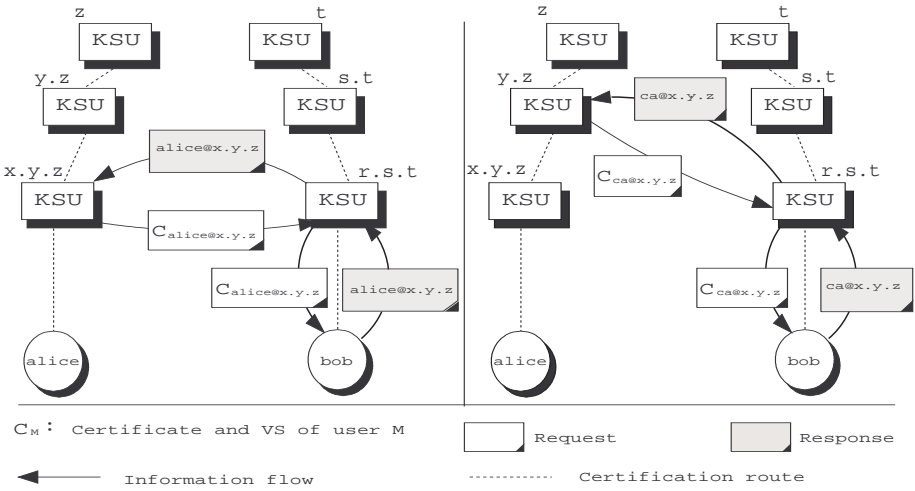 z
t
KSU
KSU
y.z
s.t
KSU
KSU
alice@x.y.z
x.y.z
r.s.t
KSU
KSU
Calice@x.y.z
Calice@x.y.z
alice@x.y.z
alice
bob
z
t
KSU
KSU
y.z
s.t
KSU
ca@x.y.z
KSU
x.y.z
Cca@x.y.z
r.s.t
KSU
KSU
Cca@x.y.z
ca@x.y.z
alice
bob
CM: Certificate and VS of user M
Request
Response
Information flow
Certification route